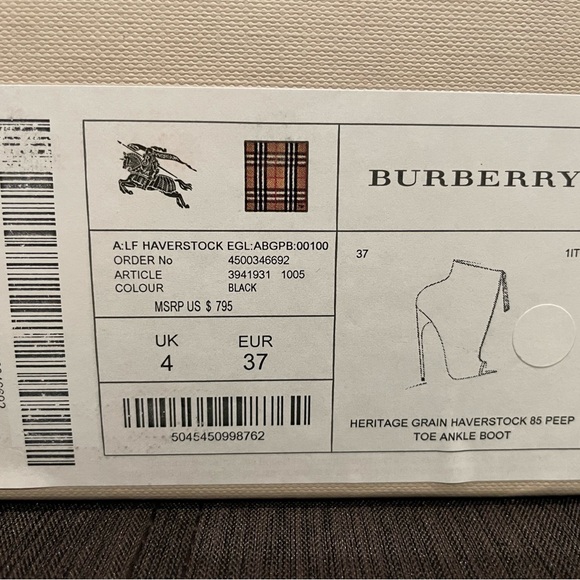 BURBERRY
A:LF HAVERSTOCK EGL:ABGPB:00100
ORDER No 4500346692
ARTICLE 3941931 1005
COLOUR BLACK
MSRP US $ 795
UK EUR
4 37
5045450998762
37 1IT
HERITAGE GRAIN HAVERSTOCK 85 PEEP
TOE ANKLE BOOT